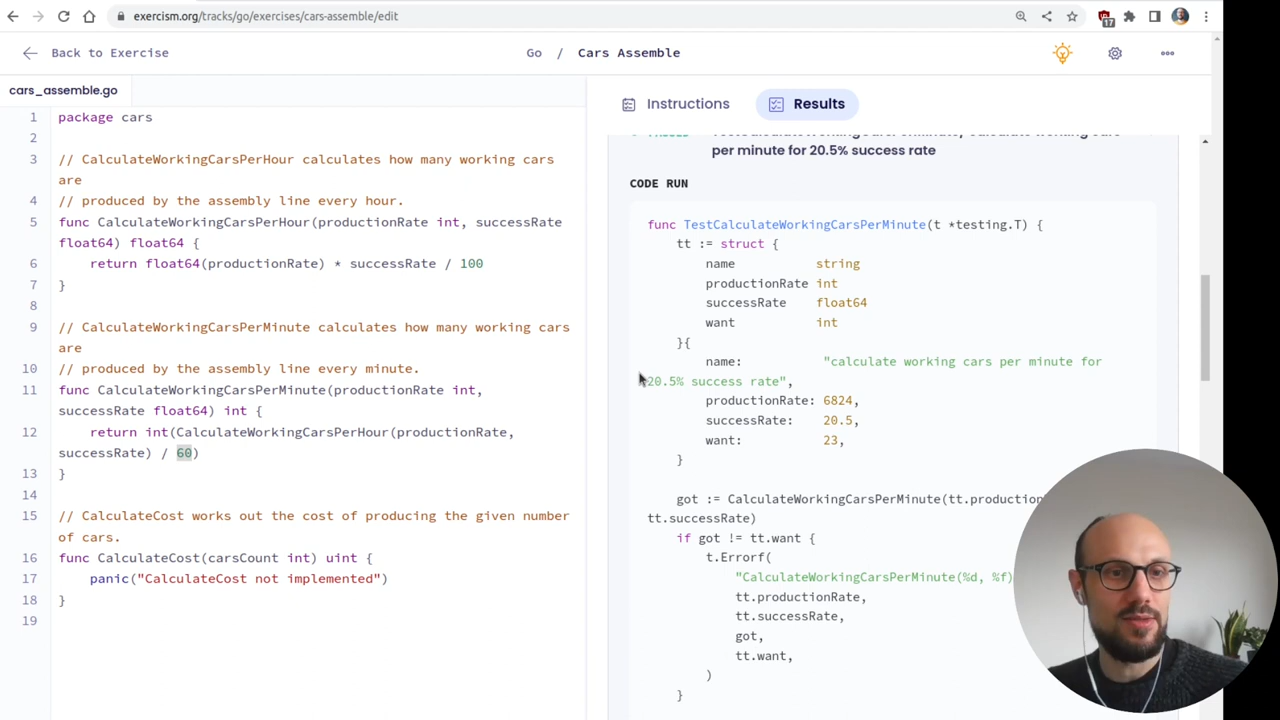 exercism.org/tracks/go/exercises/cars-assemble/edit
17
Back to Exercise
Go / Cars Assemble
cars_assemble.go
1 package cars
2
3 // CalculateWorkingCarsPerHour calculates how many working cars
are
4 // produced by the assembly line every hour.
5 func CalculateWorkingCarsPerHour(productionRate int, successRate
float64) float64 {
6 return float64(productionRate) * successRate / 100
7 }
8
9 // CalculateWorkingCarsPerMinute calculates how many working cars
are
10 // produced by the assembly line every minute.
11 func CalculateWorkingCarsPerMinute(productionRate int,
successRate float64) int {
12 return int(CalculateWorkingCarsPerHour(productionRate,
successRate) / 60)
13 }
14
15 // CalculateCost works out the cost of producing the given number
of cars.
16 func CalculateCost(carsCount int) uint {
17 panic("CalculateCost not implemented")
18 }
19
Instructions
Results
per minute for 20.5% success rate
CODE RUN
func TestCalculateWorkingCarsPerMinute(t *testing.T) {
tt := struct {
name string
productionRate int
successRate float64
want int
}{
name: "calculate working cars per minute for
20.5% success rate",
productionRate: 6824,
successRate: 20.5,
want: 23,
}
got := CalculateWorkingCarsPerMinute(tt.production
tt.successRate)
if got != tt.want {
t.Errorf(
"CalculateWorkingCarsPerMinute(%d, %f)
tt.productionRate,
tt.successRate,
got,
tt.want,
)
}